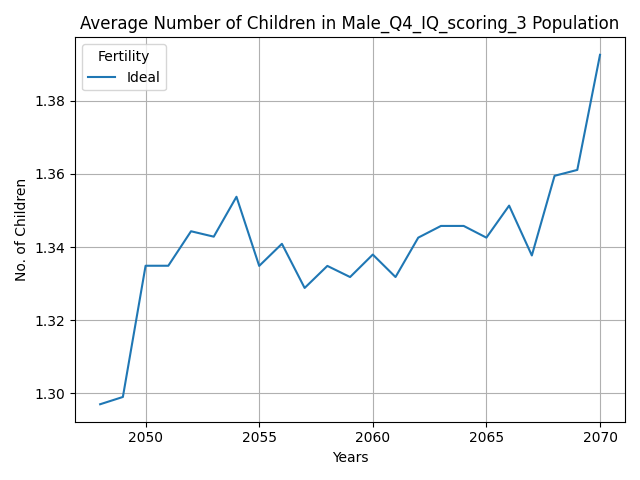 Average Number of Children in Male_Q4_IQ_scoring_3 Population
Fertility
Ideal
No. of Children
1.38
1.36
1.34
1.32
1.30
2050 2055 2060 2065 2070
Years